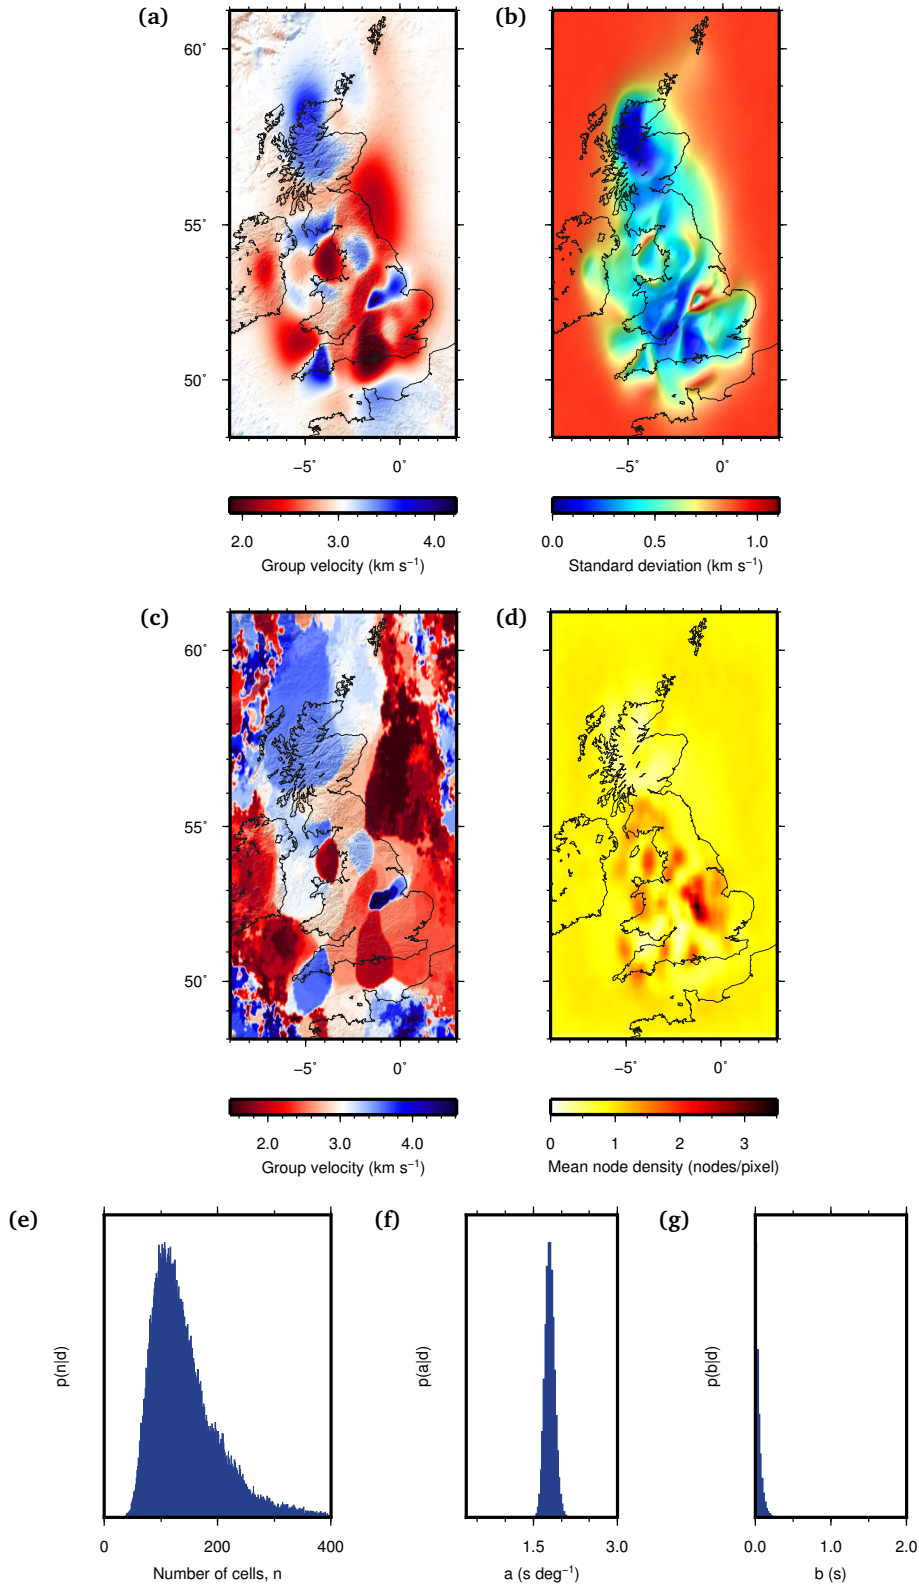 (a)
(b)
60˚
55˚
50˚
−5˚ 0˚
−5˚ 0˚
2.0 3.0 4.0
0.0 0.5 1.0
Group velocity (km s⁻¹)
Standard deviation (km s⁻¹)
(c)
(d)
60˚
55˚
50˚
−5˚ 0˚
−5˚ 0˚
2.0 3.0 4.0
0 1 2 3
Group velocity (km s⁻¹)
Mean node density (nodes/pixel)
(e)
(f)
(g)
p(n|d)
p(a|d)
p(b|d)
0 200 400
1.5 3.0
0.0 1.0 2.0
Number of cells, n
a (s deg⁻¹)
b (s)